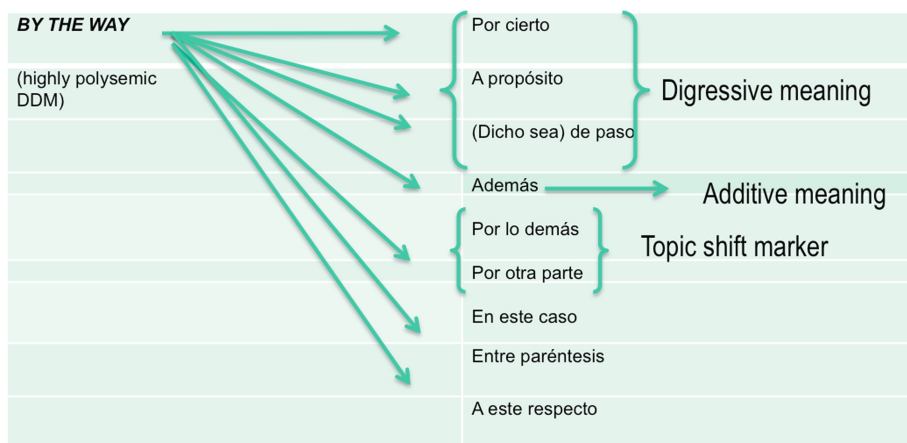 BY THE WAY
(highly polysemic
DDM)
Por cierto
A propósito
(Dicho sea) de paso
Digressive meaning
Además
Additive meaning
Por lo demás
Por otra parte
Topic shift marker
En este caso
Entre paréntesis
A este respecto